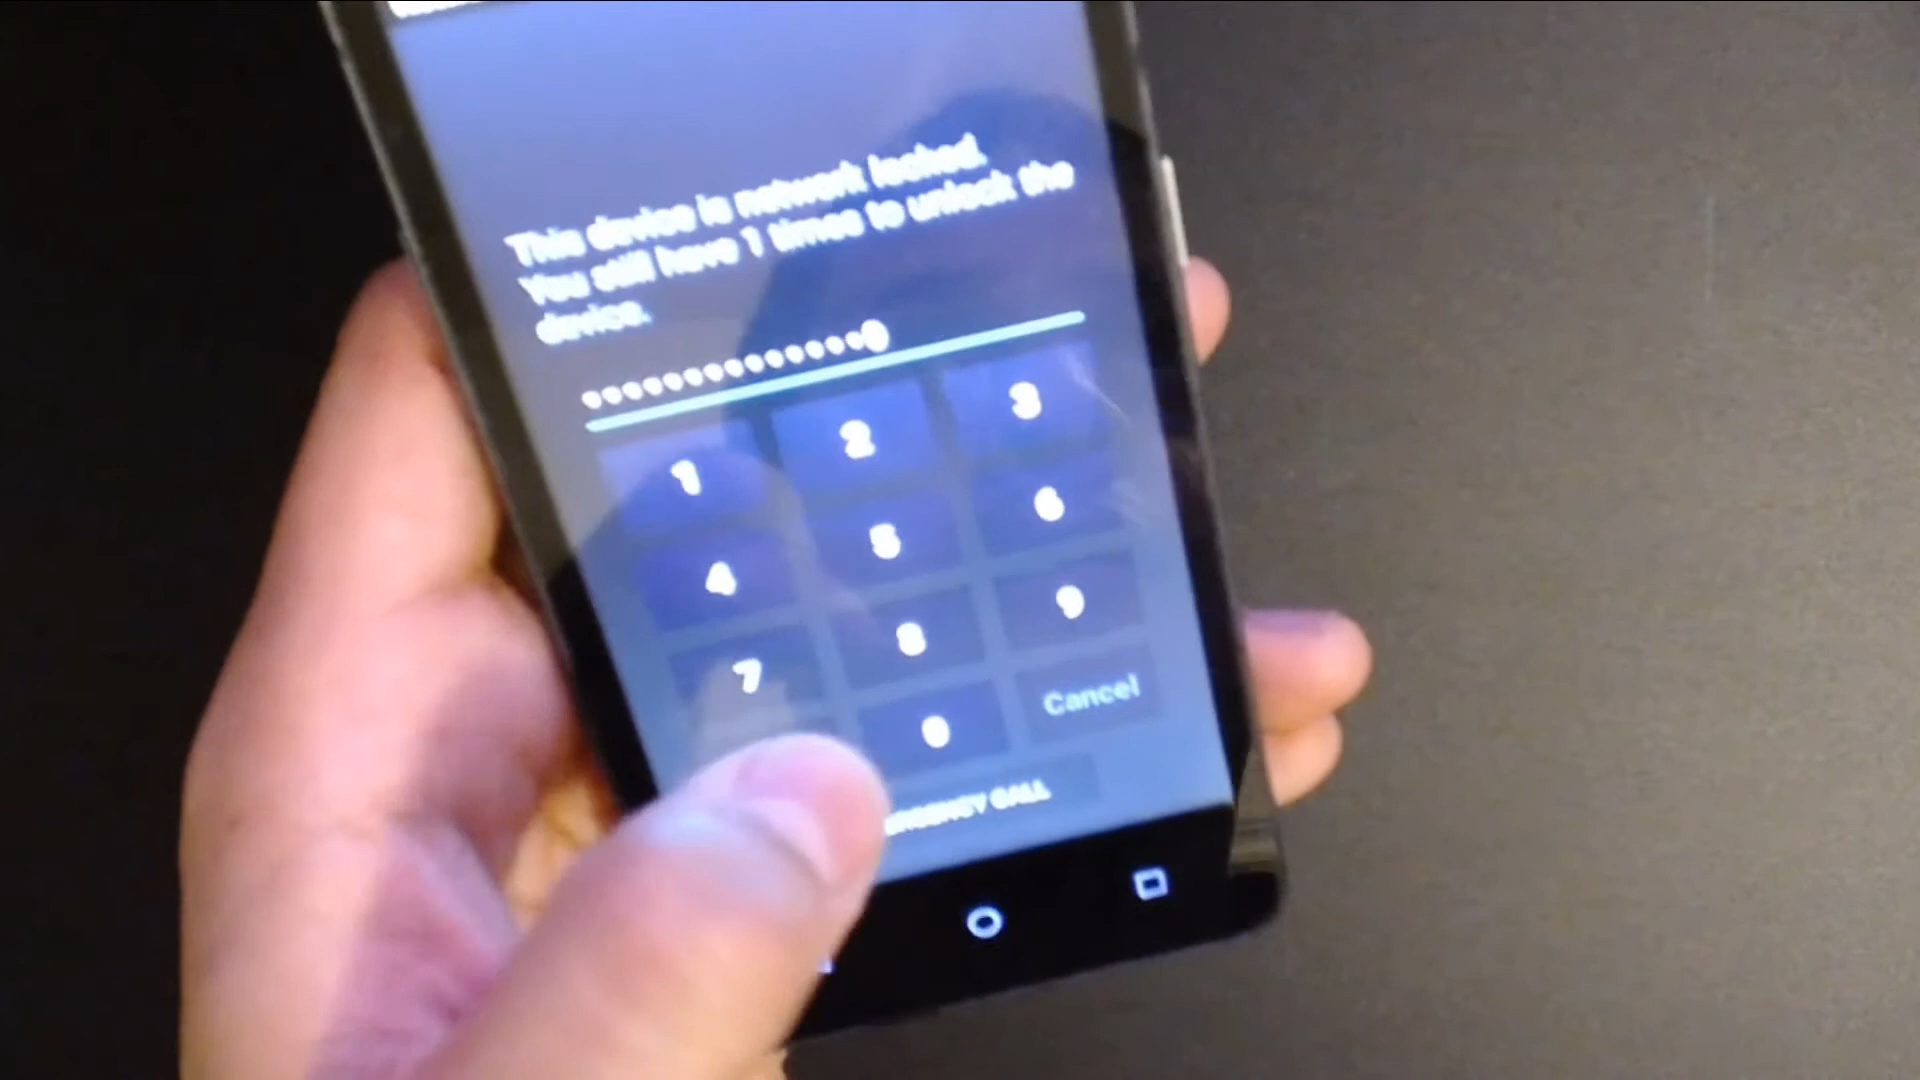 This device is network locked.
You still have 1 times to unlock the
device.
1 2 3
4 5 6
7 8 9
0 Cancel
CALL